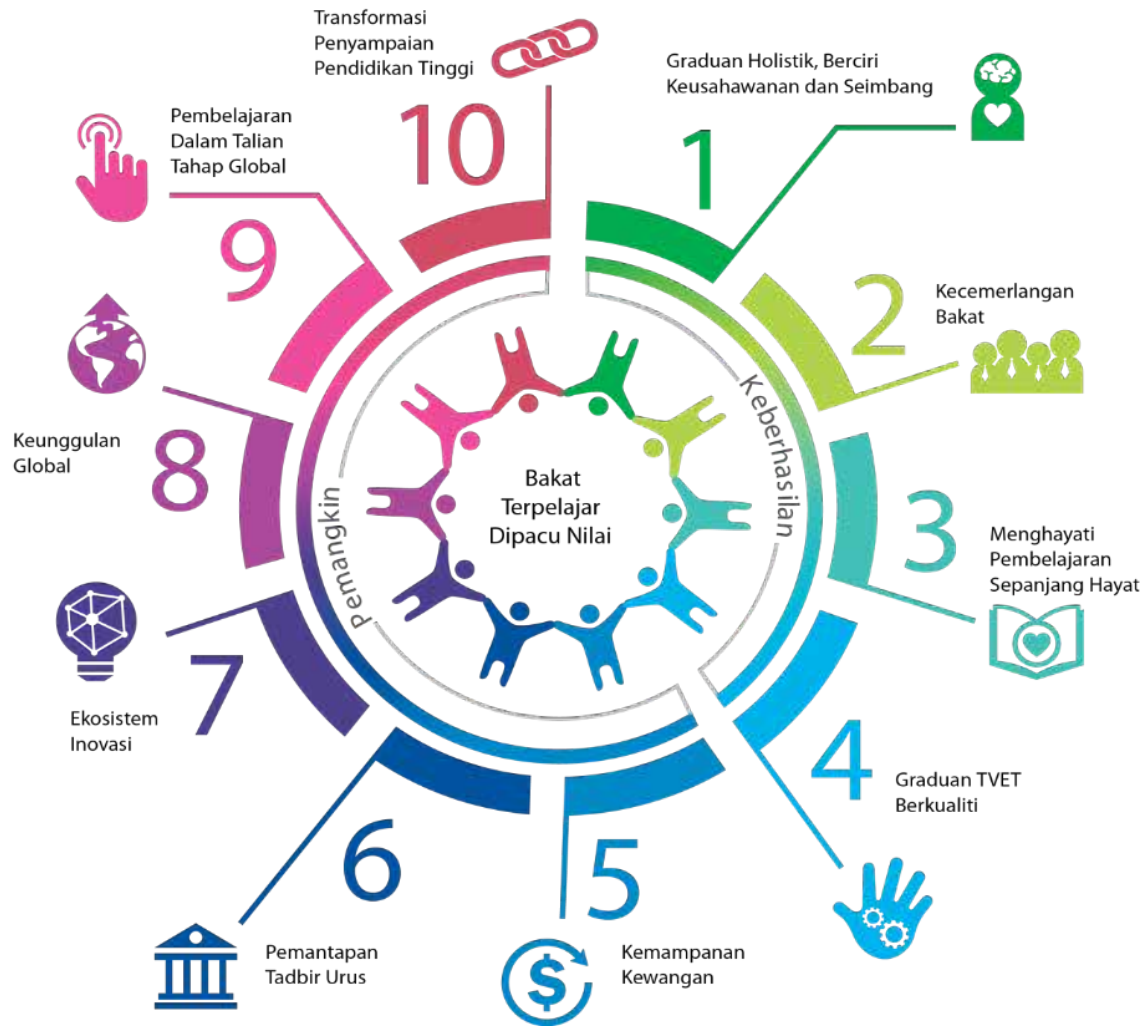 1
Graduan Holistik, Berciri
Keusahawanan dan Seimbang
2
Kecemerlangan
Bakat
3
Menghayati
Pembelajaran
Sepanjang Hayat
4
Graduan TVET
Berkualiti
5
Kemampanan
Kewangan
$
6
Pemantapan
Tadbir Urus
7
Ekosistem
Inovasi
8
Keunggulan
Global
9
Pembelajaran
Dalam Talian
Tahap Global
10
Transformasi
Penyampaian
Pendidikan Tinggi
Keberhasilan
Pemangkin
Bakat
Terpelajar
Dipacu Nilai